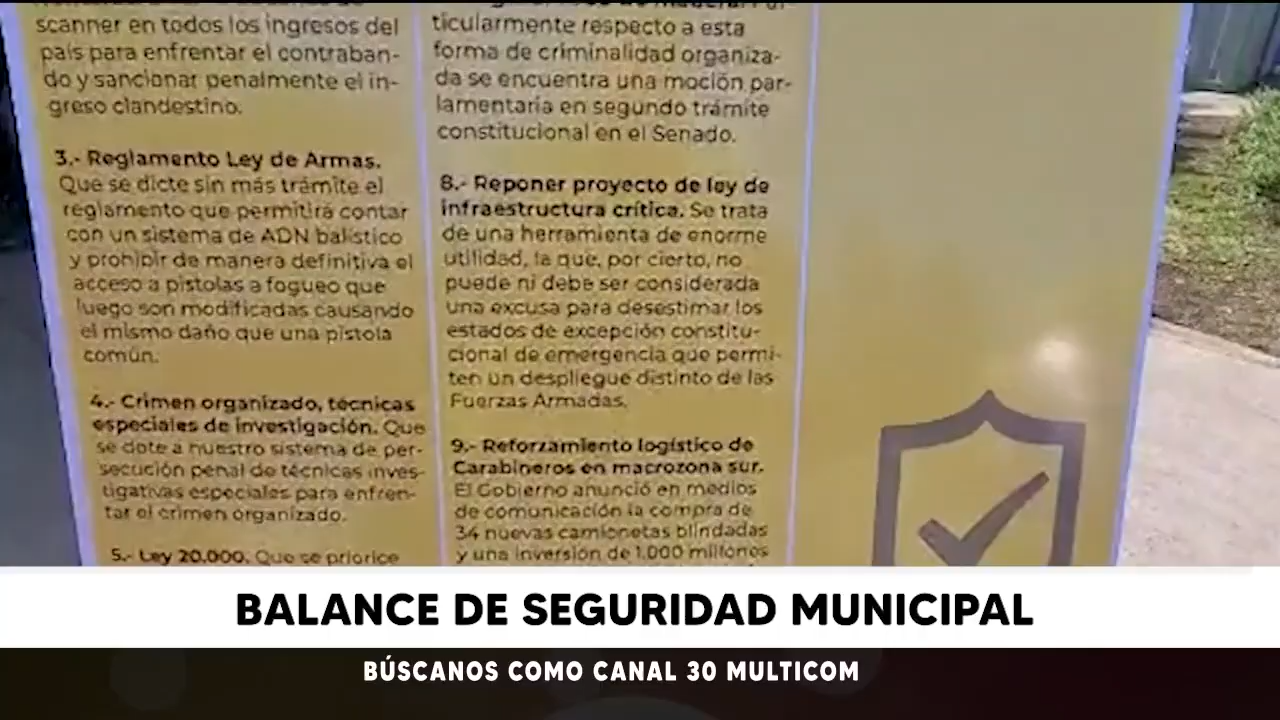 scanner en todos los ingresos del
país para enfrentar el contraban-
do y sancionar penalmente el in-
greso clandestino.
3.- Reglamento Ley de Armas.
Que se dicte sin más trámite el
reglamento que permitirá contar
con un sistema de ADN balístico
y prohibir de manera definitiva el
acceso a pistolas a fogueo que
luego son modificadas causando
el mismo daño que una pistola
común.
4.- Crimen organizado, técnicas
especiales de investigación. Que
se dote a nuestro sistema de per-
secución penal de técnicas inves-
tigativas especiales para enfren-
tar el crimen organizado.
5.- Ley 20.000. Que se priorice
ticularmente respecto a esta
forma de criminalidad organiza-
da se encuentra una moción par-
lamentaria en segundo trámite
constitucional en el Senado.
8.- Reponer proyecto de ley de
infraestructura crítica. Se trata
de una herramienta de enorme
utilidad, la que, por cierto, no
puede ni debe ser considerada
una excusa para desestimar los
estados de excepción constitu-
cional de emergencia que permi-
ten un despliegue distinto de las
Fuerzas Armadas.
9.- Reforzamiento logístico de
Carabineros en macrozona sur.
El Gobierno anunció en medios
de comunicación la compra de
34 nuevas camionetas blindadas
y una inversión de 1.000 millones
BALANCE DE SEGURIDAD MUNICIPAL
BÚSCANOS COMO CANAL 30 MULTICOM